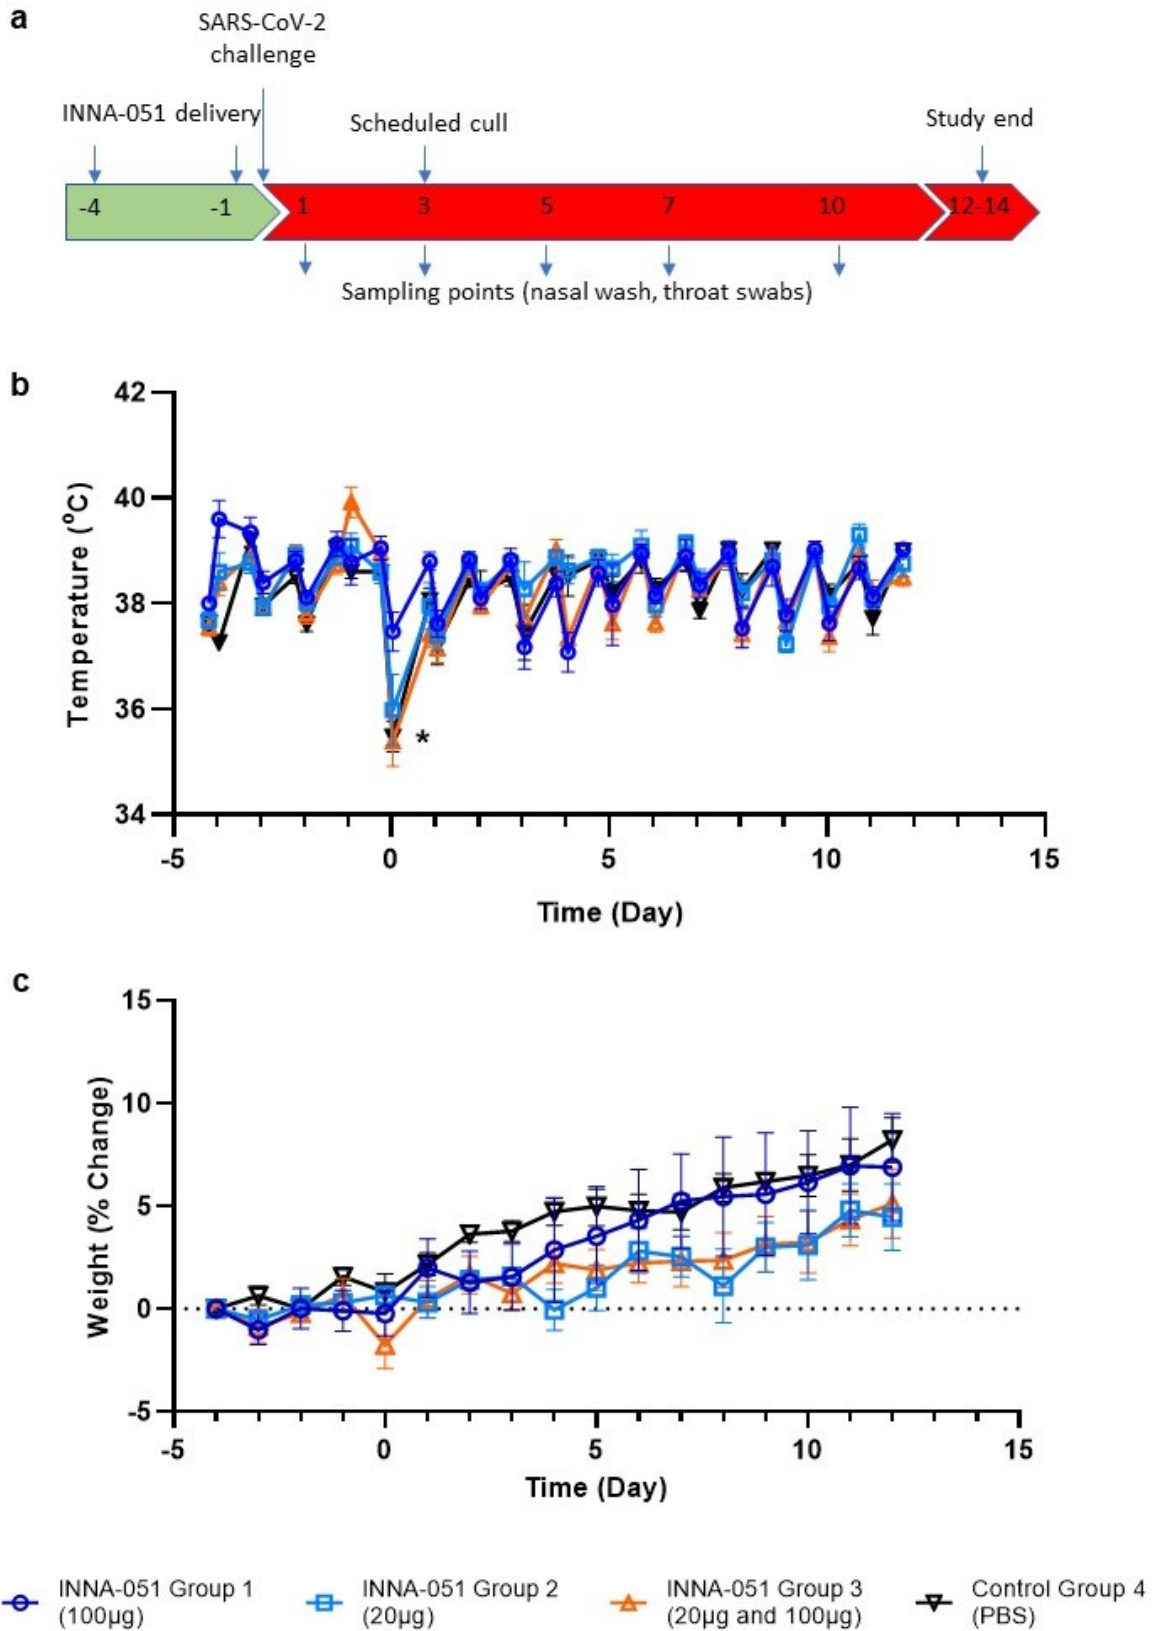 a
SARS-CoV-2
challenge
INNA-051 delivery
Scheduled cull
Study end
-4 -1 1 3 5 7 10 12-14
Sampling points (nasal wash, throat swabs)
b
42
40
38
36
34
Temperature (ºC)
*
-5 0 5 10 15
Time (Day)
c
15
10
5
0
-5
Weight (% Change)
-5 0 5 10 15
Time (Day)
INNA-051 Group 1
(100µg)
INNA-051 Group 2
(20µg)
INNA-051 Group 3
(20µg and 100µg)
Control Group 4
(PBS)